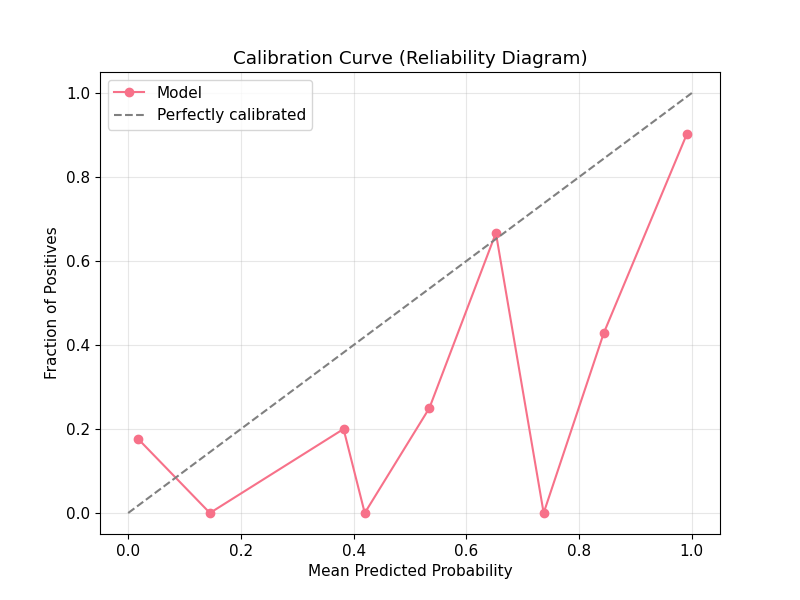 Calibration Curve (Reliability Diagram)
Model
Perfectly calibrated
Fraction of Positives
1.0
0.8
0.6
0.4
0.2
0.0
0.0 0.2 0.4 0.6 0.8 1.0
Mean Predicted Probability